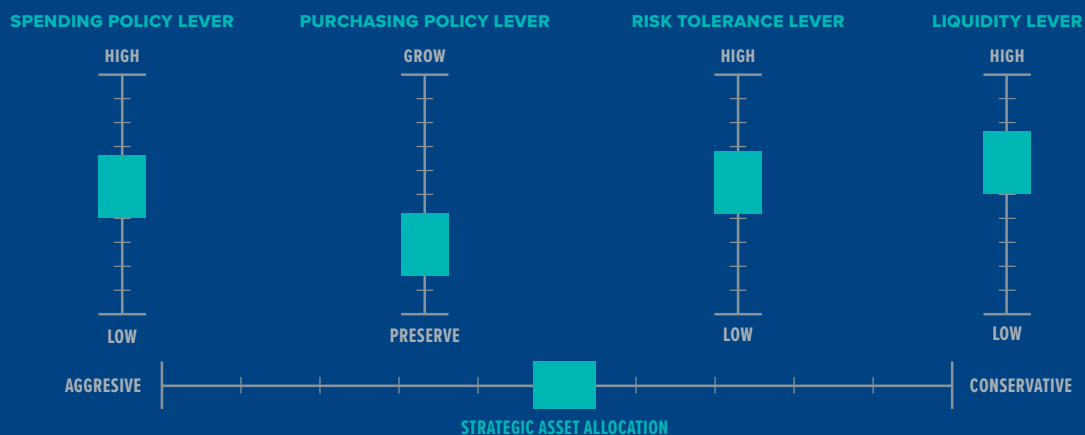 SPENDING POLICY LEVER
PURCHASING POLICY LEVER
RISK TOLERANCE LEVER
LIQUIDITY LEVER
HIGH
GROW
HIGH
HIGH
LOW
PRESERVE
LOW
LOW
AGGRESIVE
CONSERVATIVE
STRATEGIC ASSET ALLOCATION